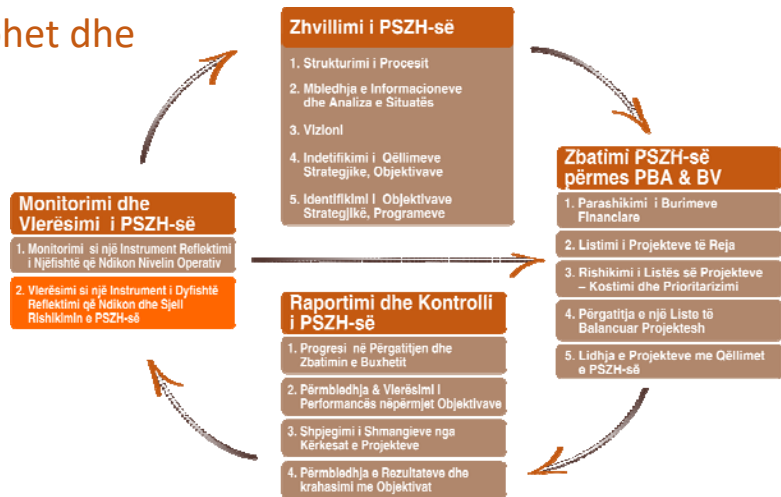 het dhe
Zhvillimi i PSZH-së
1. Strukturimi i Procesit
2. Mbledhja e Informacioneve
dhe Analiza e Situatës
3. Vizioni
4. Indetifikimi i Qëllimeve
Strategjike, Objektivave
5. Identifikimi i Objektivave
Strategjikë, Programeve
Zbatimi PSZH-së
përmes PBA & BV
1. Parashikimi i Burimeve
Financiare
2. Listimi i Projekteve të Reja
3. Rishikimi i Listës së Projekteve
– Kostimi dhe Prioritarizimi
4. Përgatitja e një Liste të
Balancuar Projektesh
5. Lidhja e Projekteve me Qëllimet
e PSZH-së
Monitorimi dhe
Vlerësimi i PSZH-së
1. Monitorimi si një Instrument Reflektimi
i Njëfishtë që Ndikon Nivelin Operativ
2. Vlerësimi si një Instrument i Dyfishtë
Reflektimi që Ndikon dhe Sjell
Rishikimin e PSZH-së
Raportimi dhe Kontrolli
i PSZH-së
1. Progresi në Përgatitjen dhe
Zbatimin e Buxhetit
2. Përmbledhja & Vlerësimi i
Performancës nëpërmjet Objektivave
3. Shpjegimi i Shmangieve nga
Kërkesat e Projekteve
4. Përmbledhja e Rezultateve dhe
krahasimi me Objektivat